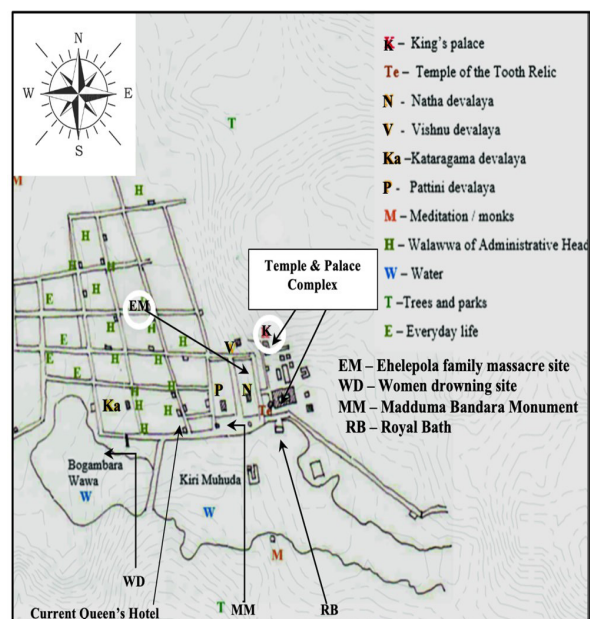 N
W E
S
K – King's palace
Te – Temple of the Tooth Relic
N - Natha devalaya
V - Vishnu devalaya
Ka – Kataragama devalaya
P - Pattini devalaya
M – Meditation / monks
H – Walawwa of Administrative Head
W – Water
T –Trees and parks
E – Everyday life
EM – Ehelepola family massacre site
WD – Women drowning site
MM – Madduma Bandara Monument
RB – Royal Bath
T
M
H
H
H H
E H
E
EM H
H H
E H H
Temple & Palace
Complex
K
V
E H
H
P N
Ka H H
H
Te
Bogambara
Wawa
W
Kiri Muhuda
W
M
WD
T MM RB
Current Queen's Hotel